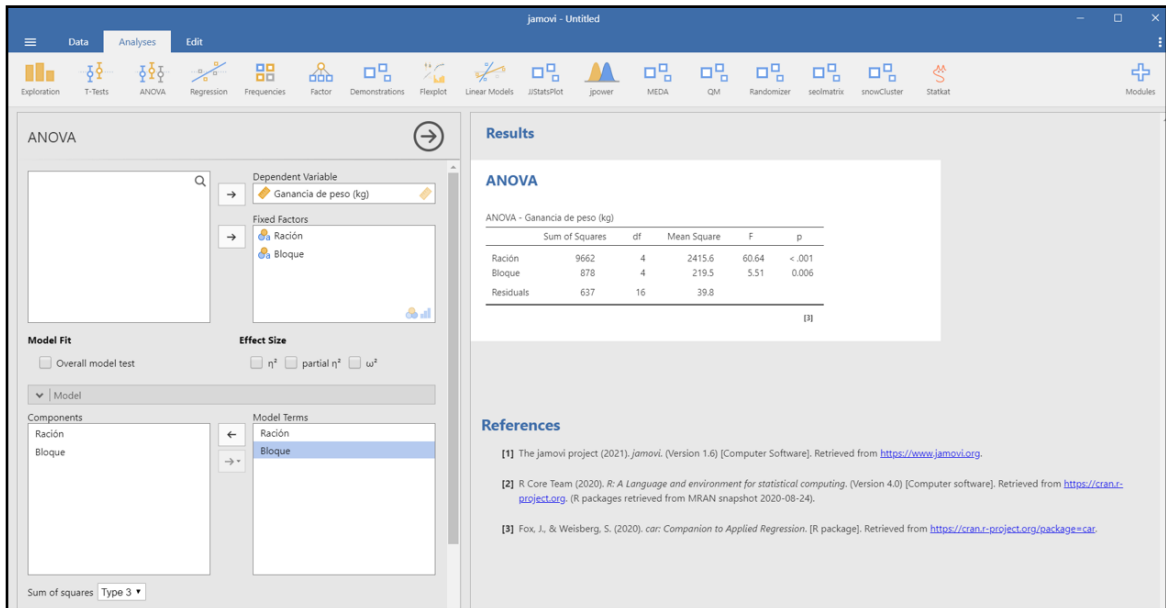 jamovi - Untitled
Data Analyses Edit
Exploration T-Tests ANOVA Regression Frequencies Factor Demonstrations Flexplot Linear Models JJStatsPlot jpower MEDA QM Randomizer seolmatrix snowCluster Statkat Modules
ANOVA
Dependent Variable
Ganancia de peso (kg)
Fixed Factors
Ración
Bloque
Model Fit
Overall model test
Effect Size
η² partial η² ω²
Model
Components
Ración
Bloque
Model Terms
Ración
Bloque
Sum of squares Type 3
Results
ANOVA
ANOVA - Ganancia de peso (kg)
Sum of Squares df Mean Square F p
Ración 9662 4 2415.6 60.64 < .001
Bloque 878 4 219.5 5.51 0.006
Residuals 637 16 39.8
[3]
References
[1] The jamovi project (2021). jamovi. (Version 1.6) [Computer Software]. Retrieved from https://www.jamovi.org.
[2] R Core Team (2020). R: A Language and environment for statistical computing. (Version 4.0) [Computer software]. Retrieved from https://cran.r-
project.org. (R packages retrieved from MRAN snapshot 2020-08-24).
[3] Fox, J., & Weisberg, S. (2020). car: Companion to Applied Regression. [R package]. Retrieved from https://cran.r-project.org/package=car.